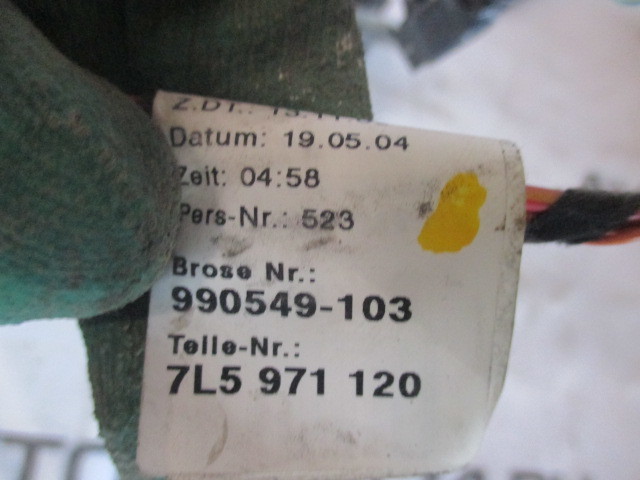 Z.DT.:
Datum: 19.05.04
Zeit: 04:58
Pers-Nr.: 523
Brose Nr.:
990549-103
Teile-Nr.:
7L5 971 120